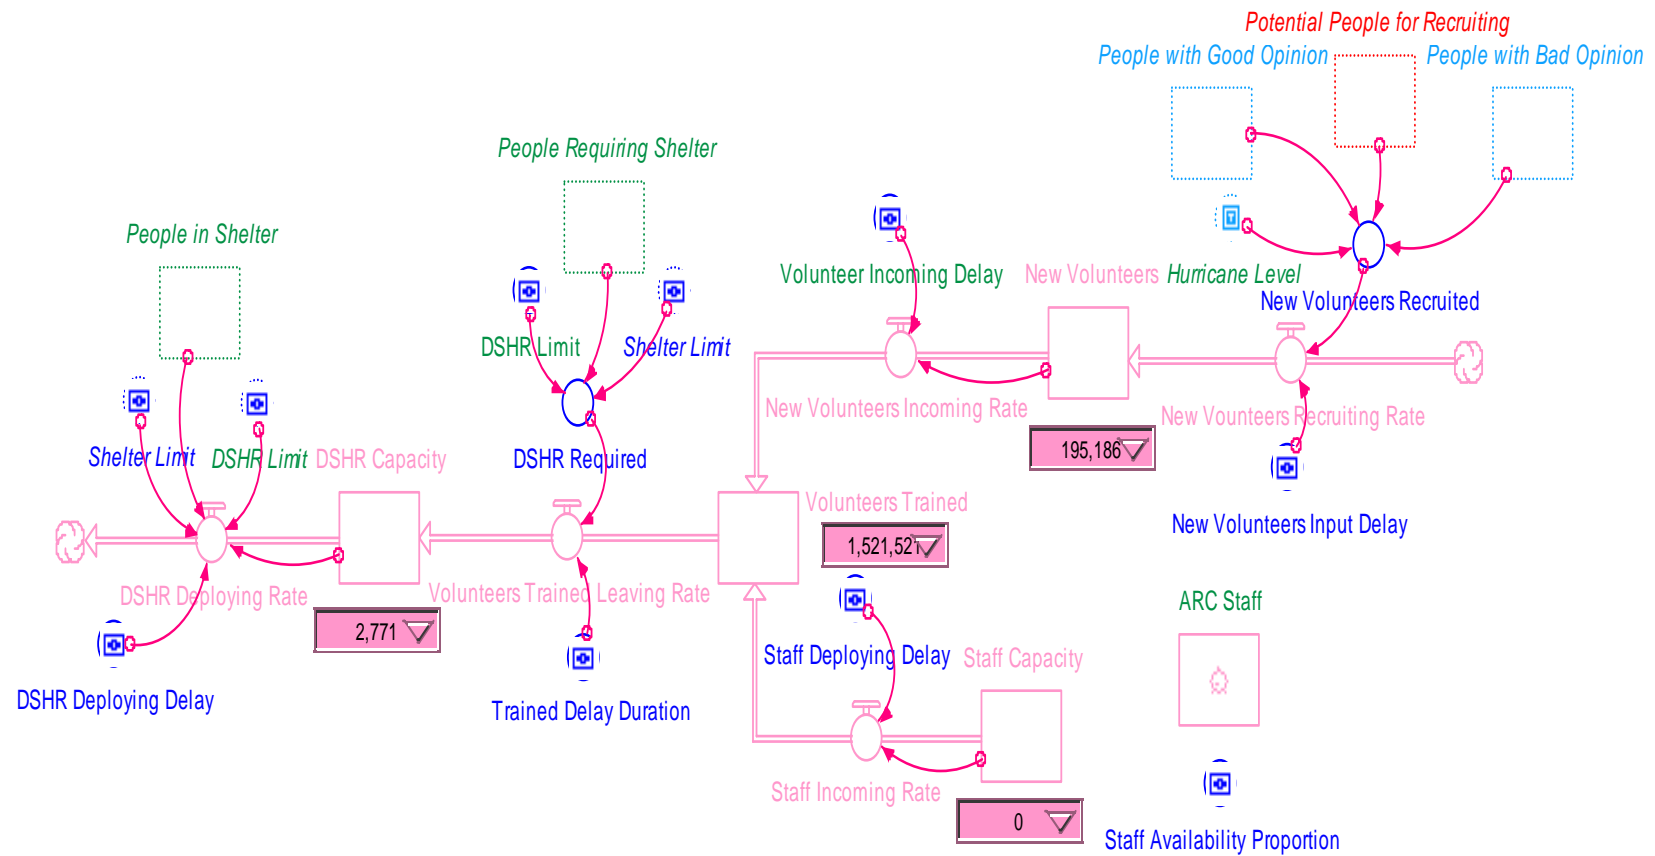 Potential People for Recruiting
People with Good Opinion
People with Bad Opinion
People Requiring Shelter
People in Shelter
Volunteer Incoming Delay
New Volunteers
Hurricane Level
New Volunteers Recruited
DSHR Limit
Shelter Limit
New Volunteers Incoming Rate
New Vounteers Recruiting Rate
195,186
Shelter Limit
DSHR Limit
DSHR Capacity
DSHR Required
Volunteers Trained
New Volunteers Input Delay
1,521,527
DSHR Deploying Rate
Volunteers Trained Leaving Rate
ARC Staff
2,771
Staff Deploying Delay
Staff Capacity
DSHR Deploying Delay
Trained Delay Duration
Staff Incoming Rate
0
Staff Availability Proportion